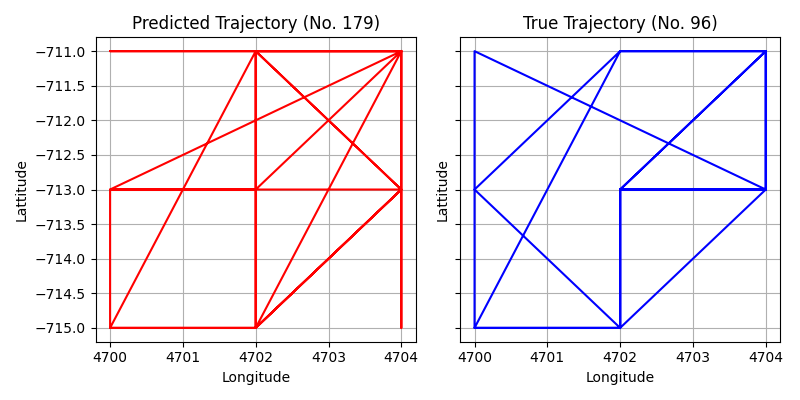 Predicted Trajectory (No. 179)
True Trajectory (No. 96)
Lattitude
−711.0
−711.5
−712.0
−712.5
−713.0
−713.5
−714.0
−714.5
−715.0
4700 4701 4702 4703 4704
Longitude
Lattitude
4700 4701 4702 4703 4704
Longitude